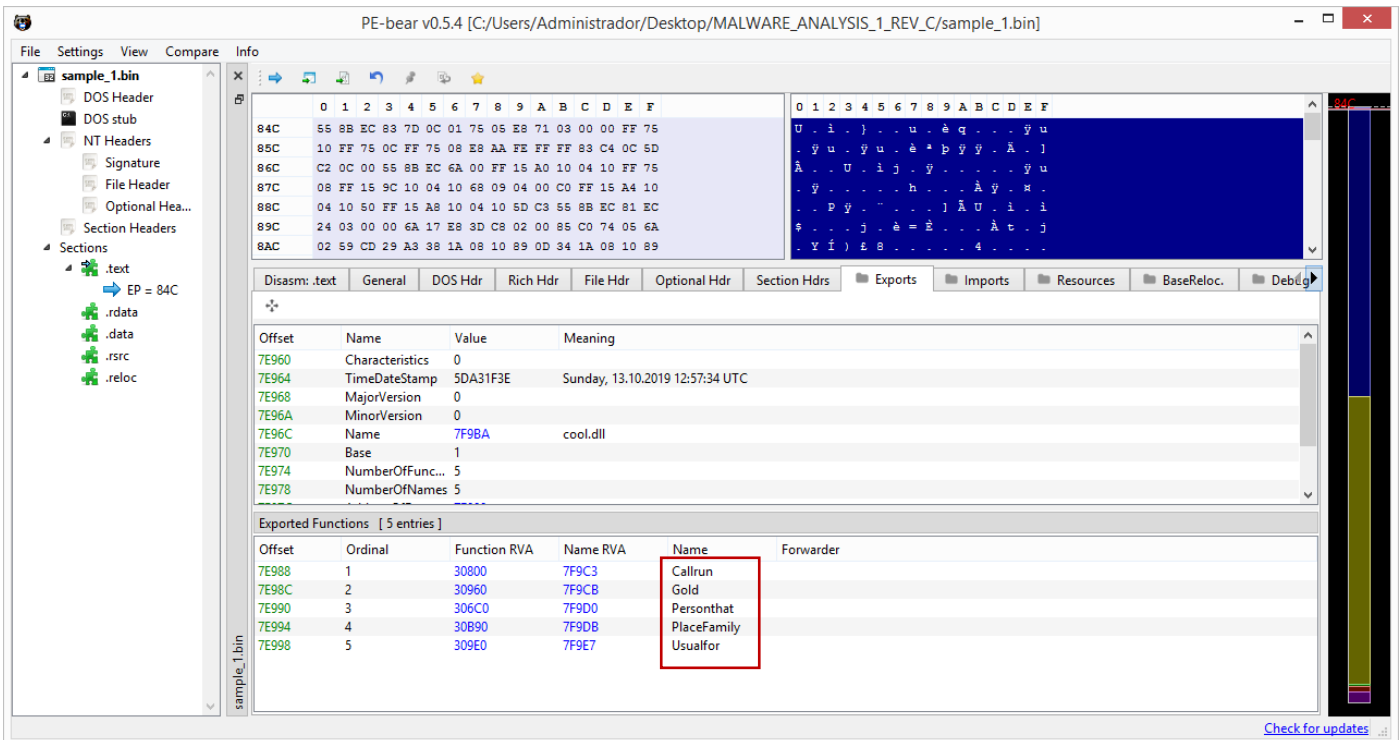 PE-bear v0.5.4 [C:/Users/Administrador/Desktop/MALWARE_ANALYSIS_1_REV_C/sample_1.bin]
File Settings View Compare Info
sample_1.bin
DOS Header
DOS stub
NT Headers
Signature
File Header
Optional Hea...
Section Headers
Sections
.text
EP = 84C
.rdata
.data
.rsrc
.reloc
sample_1.bin
0 1 2 3 4 5 6 7 8 9 A B C D E F
84C 55 8B EC 83 7D 0C 01 75 05 E8 71 03 00 00 FF 75
85C 10 FF 75 0C FF 75 08 E8 AA FE FF FF 83 C4 0C 5D
86C C2 0C 00 55 8B EC 6A 00 FF 15 A0 10 04 10 FF 75
87C 08 FF 15 9C 10 04 10 68 09 04 00 C0 FF 15 A4 10
88C 04 10 50 FF 15 A8 10 04 10 5D C3 55 8B EC 81 EC
89C 24 03 00 00 6A 17 E8 3D C8 02 00 85 C0 74 05 6A
8AC 02 59 CD 29 A3 38 1A 08 10 89 0D 34 1A 08 10 89
0 1 2 3 4 5 6 7 8 9 A B C D E F
U . ì . } . . u . è q . . . ÿ u
. ÿ u . ÿ u . è ª þ ÿ ÿ . Ä . ]
Â . . U . ì j . ÿ . . . . . ÿ u
. ÿ . . . . . h . . . À ÿ . ¤ .
. . P ÿ . ¨ . . . ] Ã U . ì . ì
$ . . . j . è = È . . . À t . j
. Y Í ) £ 8 . . . . . 4 . . . .
84C
Disasm: .text General DOS Hdr Rich Hdr File Hdr Optional Hdr Section Hdrs Exports Imports Resources BaseReloc. Debug
Offset Name Value Meaning
7E960 Characteristics 0
7E964 TimeDateStamp 5DA31F3E Sunday, 13.10.2019 12:57:34 UTC
7E968 MajorVersion 0
7E96A MinorVersion 0
7E96C Name 7F9BA cool.dll
7E970 Base 1
7E974 NumberOfFunc... 5
7E978 NumberOfNames 5
Exported Functions [ 5 entries ]
Offset Ordinal Function RVA Name RVA Name Forwarder
7E988 1 30800 7F9C3 Callrun
7E98C 2 30960 7F9CB Gold
7E990 3 306C0 7F9D0 Personthat
7E994 4 30B90 7F9DB PlaceFamily
7E998 5 309E0 7F9E7 Usualfor
Check for updates